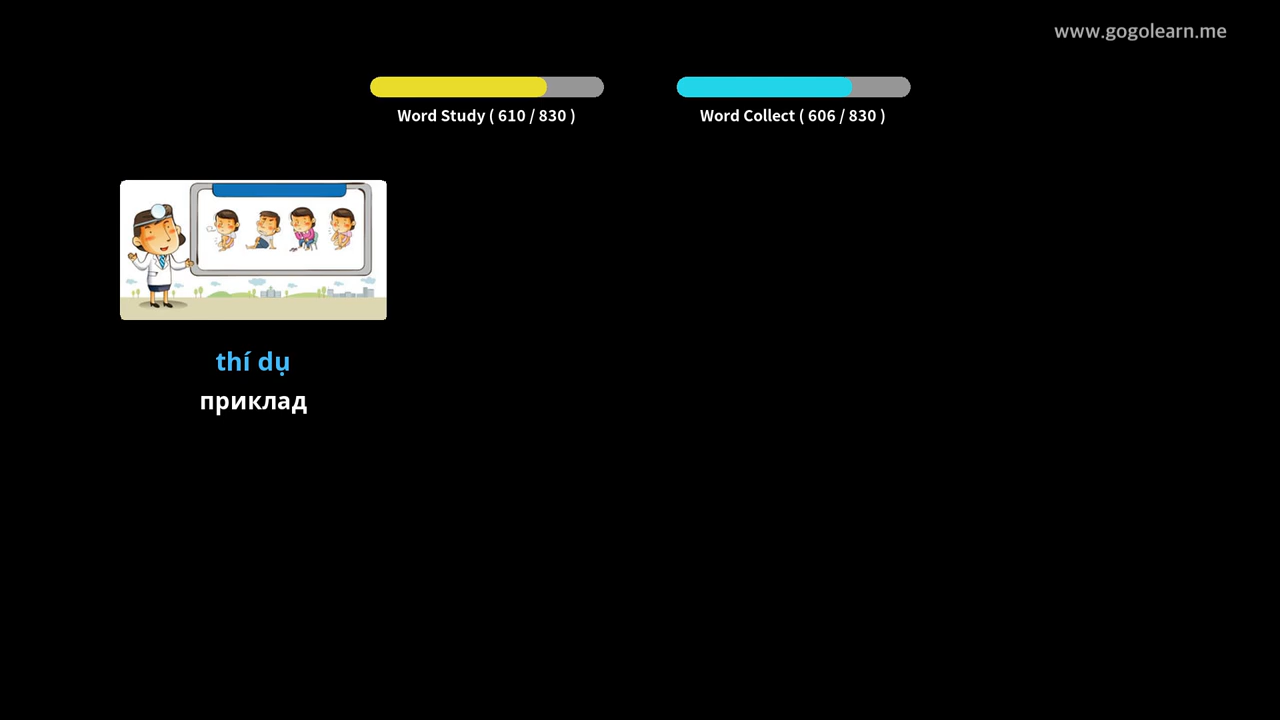 www.gogolearn.me
Word Study ( 610 / 830 )
Word Collect ( 606 / 830 )
thí dụ
приклад